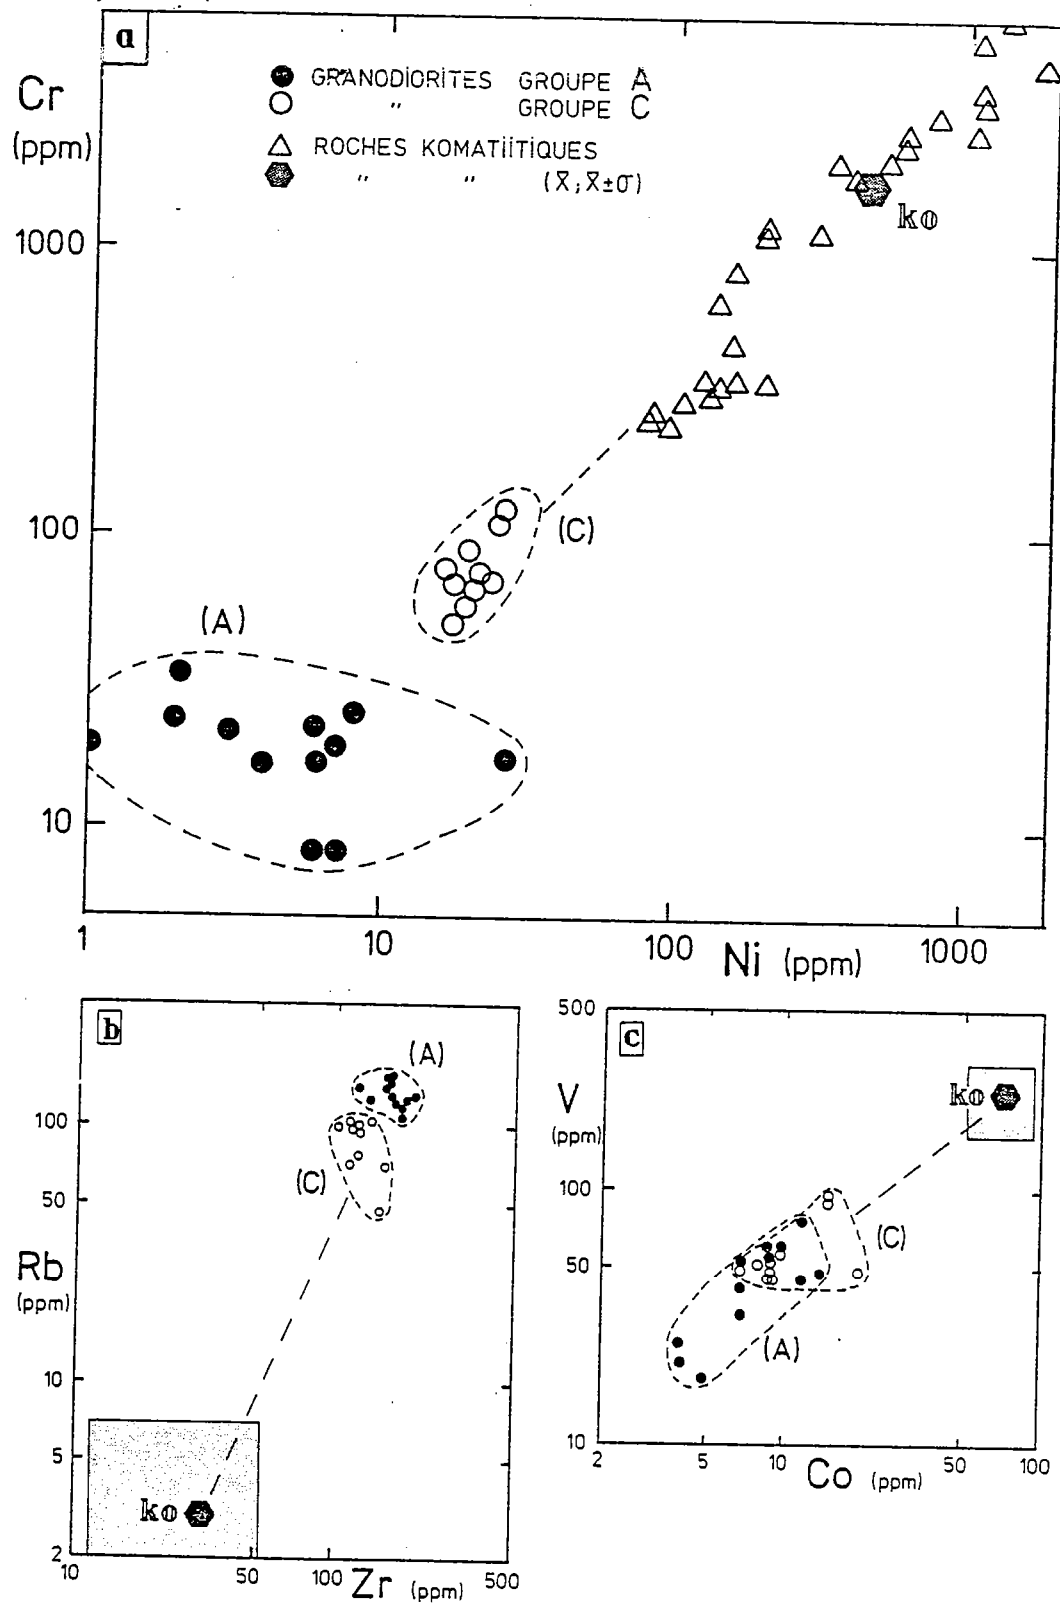 a
Cr
(ppm)
GRANODIORITES GROUPE A
" GROUPE C
ROCHES KOMATIITIQUES
" " (X̄;X̄±σ)
ko
1000
100
(C)
(A)
10
1
10
100
1000
Ni (ppm)
b
(A)
100
(C)
50
Rb
(ppm)
10
5
ko
2
10
50
100
500
Zr (ppm)
500
c
V
(ppm)
ko
100
(C)
50
(A)
10
2
5
10
50
100
Co (ppm)